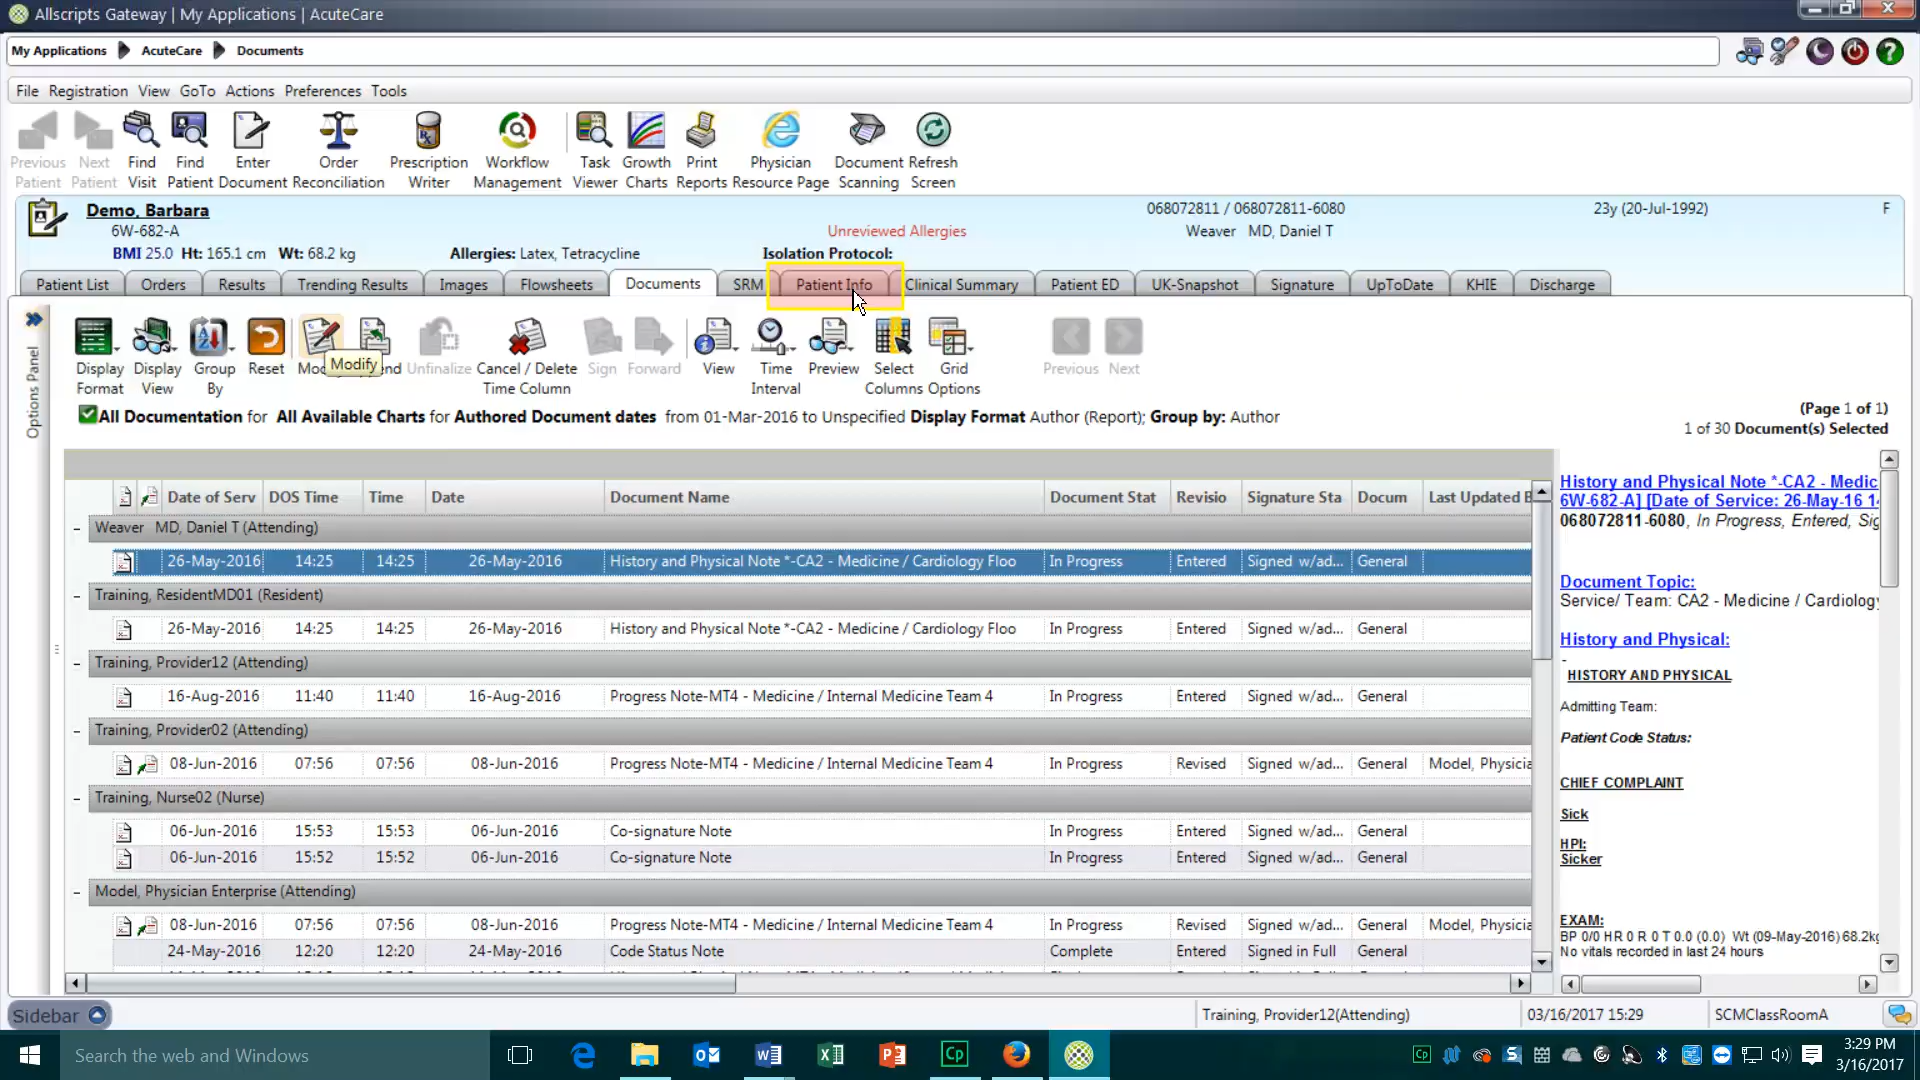 Allscripts Gateway | My Applications | AcuteCare
My Applications AcuteCare Documents
File Registration View GoTo Actions Preferences Tools
Previous Patient Next Patient Find Visit Find Patient Enter Document Order Reconciliation Prescription Writer Workflow Management Task Viewer Growth Charts Print Reports Physician Resource Page Document Scanning Refresh Screen
Demo, Barbara 068072811 / 068072811-6080 23y (20-Jul-1992) F
6W-682-A Unreviewed Allergies Weaver MD, Daniel T
BMI 25.0 Ht: 165.1 cm Wt: 68.2 kg Allergies: Latex, Tetracycline Isolation Protocol:
Patient List Orders Results Trending Results Images Flowsheets Documents SRM Patient Info Clinical Summary Patient ED UK-Snapshot Signature UpToDate KHIE Discharge
Options Panel
Display Format Display View Group By Reset Modify Unfinalize Cancel / Delete Time Column Sign Forward View Time Interval Preview Select Columns Grid Options Previous Next
All Documentation for All Available Charts for Authored Document dates from 01-Mar-2016 to Unspecified Display Format Author (Report); Group by: Author
(Page 1 of 1)
1 of 30 Document(s) Selected
Date of Serv DOS Time Time Date Document Name Document Stat Revisio Signature Sta Docum Last Updated B
Weaver MD, Daniel T (Attending)
26-May-2016 14:25 14:25 26-May-2016 History and Physical Note *-CA2 - Medicine / Cardiology Floo In Progress Entered Signed w/ad... General
Training, ResidentMD01 (Resident)
26-May-2016 14:25 14:25 26-May-2016 History and Physical Note *-CA2 - Medicine / Cardiology Floo In Progress Entered Signed w/ad... General
Training, Provider12 (Attending)
16-Aug-2016 11:40 11:40 16-Aug-2016 Progress Note-MT4 - Medicine / Internal Medicine Team 4 In Progress Entered Signed w/ad... General
Training, Provider02 (Attending)
08-Jun-2016 07:56 07:56 08-Jun-2016 Progress Note-MT4 - Medicine / Internal Medicine Team 4 In Progress Revised Signed w/ad... General Model, Physicia
Training, Nurse02 (Nurse)
06-Jun-2016 15:53 15:53 06-Jun-2016 Co-signature Note In Progress Entered Signed w/ad... General
06-Jun-2016 15:52 15:52 06-Jun-2016 Co-signature Note In Progress Entered Signed w/ad... General
Model, Physician Enterprise (Attending)
08-Jun-2016 07:56 07:56 08-Jun-2016 Progress Note-MT4 - Medicine / Internal Medicine Team 4 In Progress Revised Signed w/ad... General Model, Physicia
24-May-2016 12:20 12:20 24-May-2016 Code Status Note Complete Entered Signed in Full General
History and Physical Note *-CA2 - Medic
6W-682-A] [Date of Service: 26-May-16 1
068072811-6080, In Progress, Entered, Sig
Document Topic:
Service/ Team: CA2 - Medicine / Cardiology
History and Physical:
-
HISTORY AND PHYSICAL
Admitting Team:
Patient Code Status:
CHIEF COMPLAINT
Sick
HPI:
Sicker
EXAM:
BP 0/0 HR 0 R 0 T 0.0 (0.0) Wt (09-May-2016) 68.2kg
No vitals recorded in last 24 hours
Sidebar Training, Provider12(Attending) 03/16/2017 15:29 SCMClassRoomA
Search the web and Windows 3:29 PM
3/16/2017